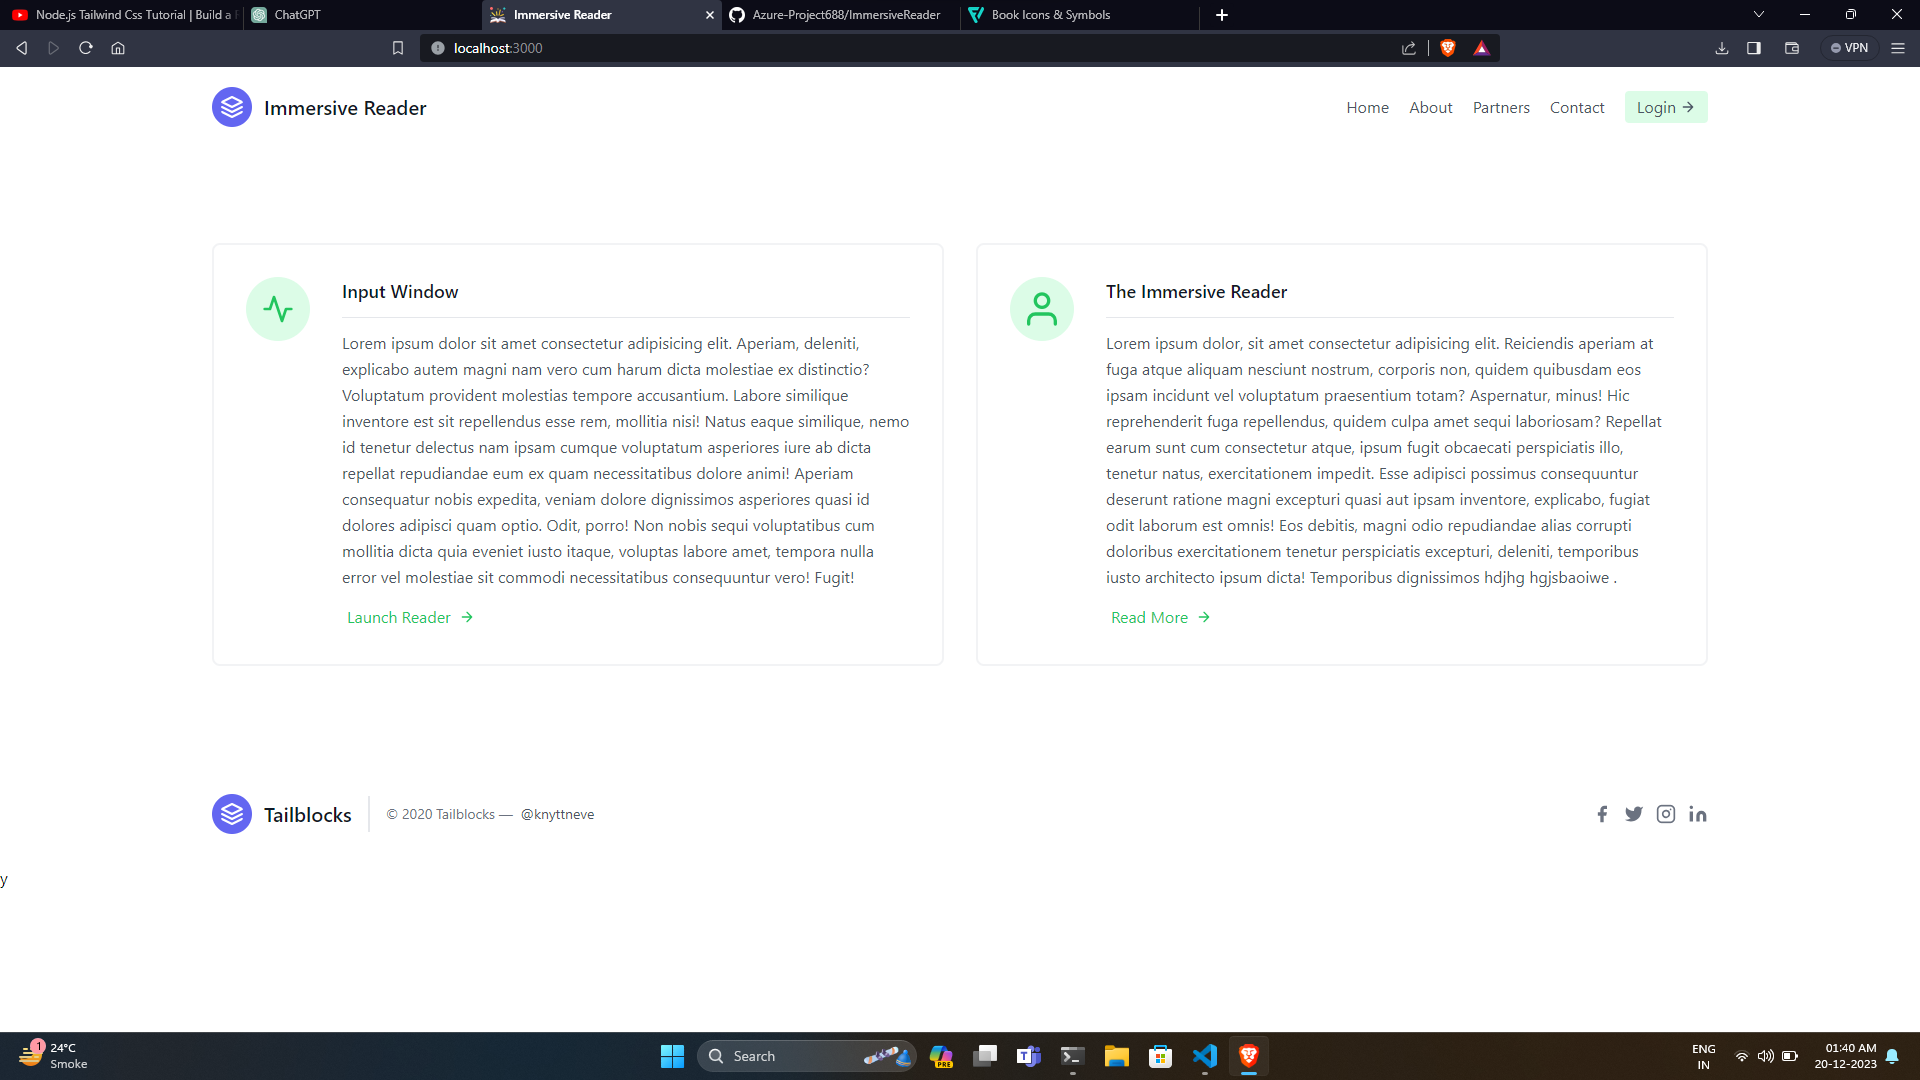 Node.js Tailwind Css Tutorial | Build a
ChatGPT
Immersive Reader
Azure-Project688/ImmersiveReader
Book Icons & Symbols
localhost:3000
VPN
Immersive Reader
Home About Partners Contact Login
Input Window
Lorem ipsum dolor sit amet consectetur adipisicing elit. Aperiam, deleniti,
explicabo autem magni nam vero cum harum dicta molestiae ex distinctio?
Voluptatum provident molestias tempore accusantium. Labore similique
inventore est sit repellendus esse rem, mollitia nisi! Natus eaque similique, nemo
id tenetur delectus nam ipsam cumque voluptatum asperiores iure ab dicta
repellat repudiandae eum ex quam necessitatibus dolore animi! Aperiam
consequatur nobis expedita, veniam dolore dignissimos asperiores quasi id
dolores adipisci quam optio. Odit, porro! Non nobis sequi voluptatibus cum
mollitia dicta quia eveniet iusto itaque, voluptas labore amet, tempora nulla
error vel molestiae sit commodi necessitatibus consequuntur vero! Fugit!
Launch Reader
The Immersive Reader
Lorem ipsum dolor, sit amet consectetur adipisicing elit. Reiciendis aperiam at
fuga atque aliquam nesciunt nostrum, corporis non, quidem quibusdam eos
ipsam incidunt vel voluptatum praesentium totam? Aspernatur, minus! Hic
reprehenderit fuga repellendus, quidem culpa amet sequi laboriosam? Repellat
earum sunt cum consectetur atque, ipsum fugit obcaecati perspiciatis illo,
tenetur natus, exercitationem impedit. Esse adipisci possimus consequuntur
deserunt ratione magni excepturi quasi aut ipsam inventore, explicabo, fugiat
odit laborum est omnis! Eos debitis, magni odio repudiandae alias corrupti
doloribus exercitationem tenetur perspiciatis excepturi, deleniti, temporibus
iusto architecto ipsum dicta! Temporibus dignissimos hdjhg hgjsbaoiwe .
Read More
Tailblocks
© 2020 Tailblocks — @knyttneve
y
1
24°C
Smoke
Search
PRE
ENG
IN
01:40 AM
20-12-2023